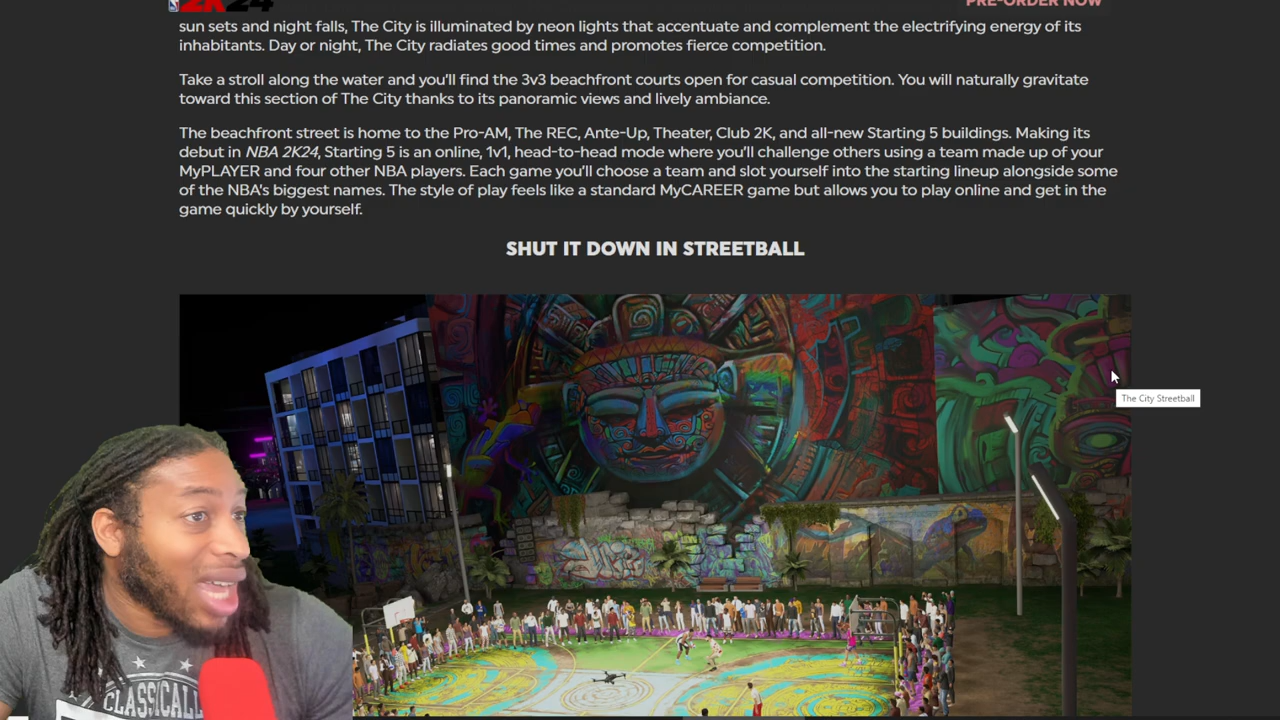 2K24
PRE-ORDER NOW
sun sets and night falls, The City is illuminated by neon lights that accentuate and complement the electrifying energy of its
inhabitants. Day or night, The City radiates good times and promotes fierce competition.
Take a stroll along the water and you'll find the 3v3 beachfront courts open for casual competition. You will naturally gravitate
toward this section of The City thanks to its panoramic views and lively ambiance.
The beachfront street is home to the Pro-AM, The REC, Ante-Up, Theater, Club 2K, and all-new Starting 5 buildings. Making its
debut in NBA 2K24, Starting 5 is an online, 1v1, head-to-head mode where you'll challenge others using a team made up of your
MyPLAYER and four other NBA players. Each game you'll choose a team and slot yourself into the starting lineup alongside some
of the NBA's biggest names. The style of play feels like a standard MyCAREER game but allows you to play online and get in the
game quickly by yourself.
SHUT IT DOWN IN STREETBALL
The City Streetball
CLASSICAL